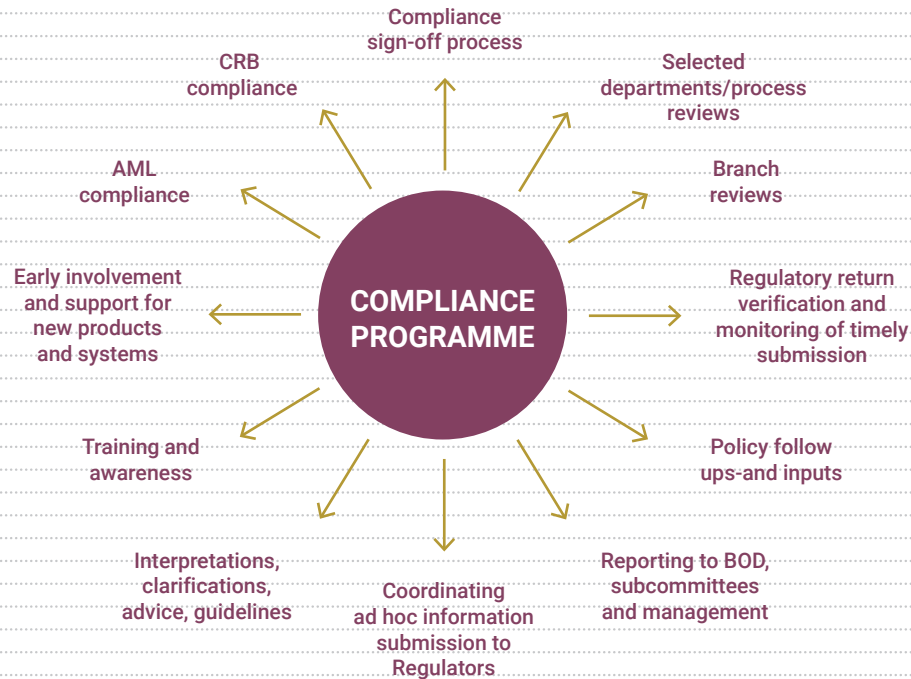 Compliance
sign-off process
Selected
departments/process
reviews
Branch
reviews
Regulatory return
verification and
monitoring of timely
submission
Policy follow
ups-and inputs
Reporting to BOD,
subcommittees
and management
Coordinating
ad hoc information
submission to
Regulators
Interpretations,
clarifications,
advice, guidelines
Training and
awareness
Early involvement
and support for
new products
and systems
AML
compliance
CRB
compliance
COMPLIANCE
PROGRAMME